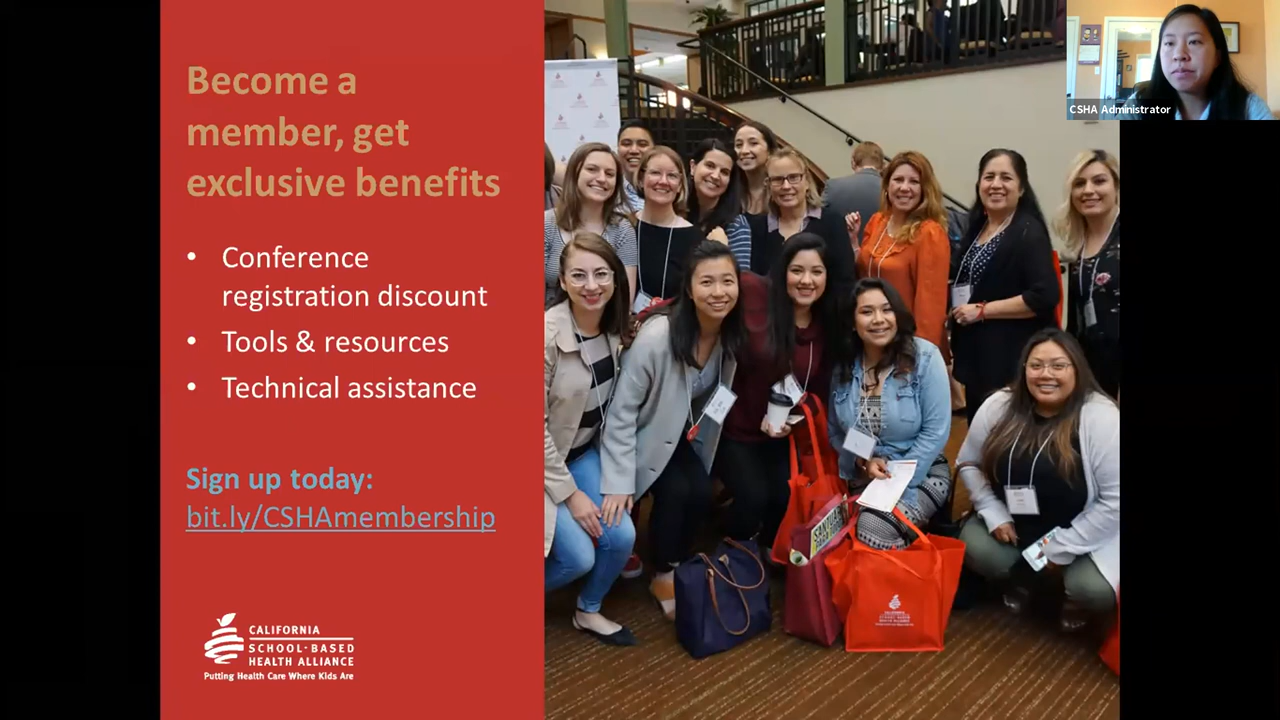 Become a
member, get
exclusive benefits
• Conference
registration discount
• Tools & resources
• Technical assistance
Sign up today:
bit.ly/CSHAmembership
CALIFORNIA
SCHOOL·BASED
HEALTH ALLIANCE
Putting Health Care Where Kids Are
CSHA Administrator